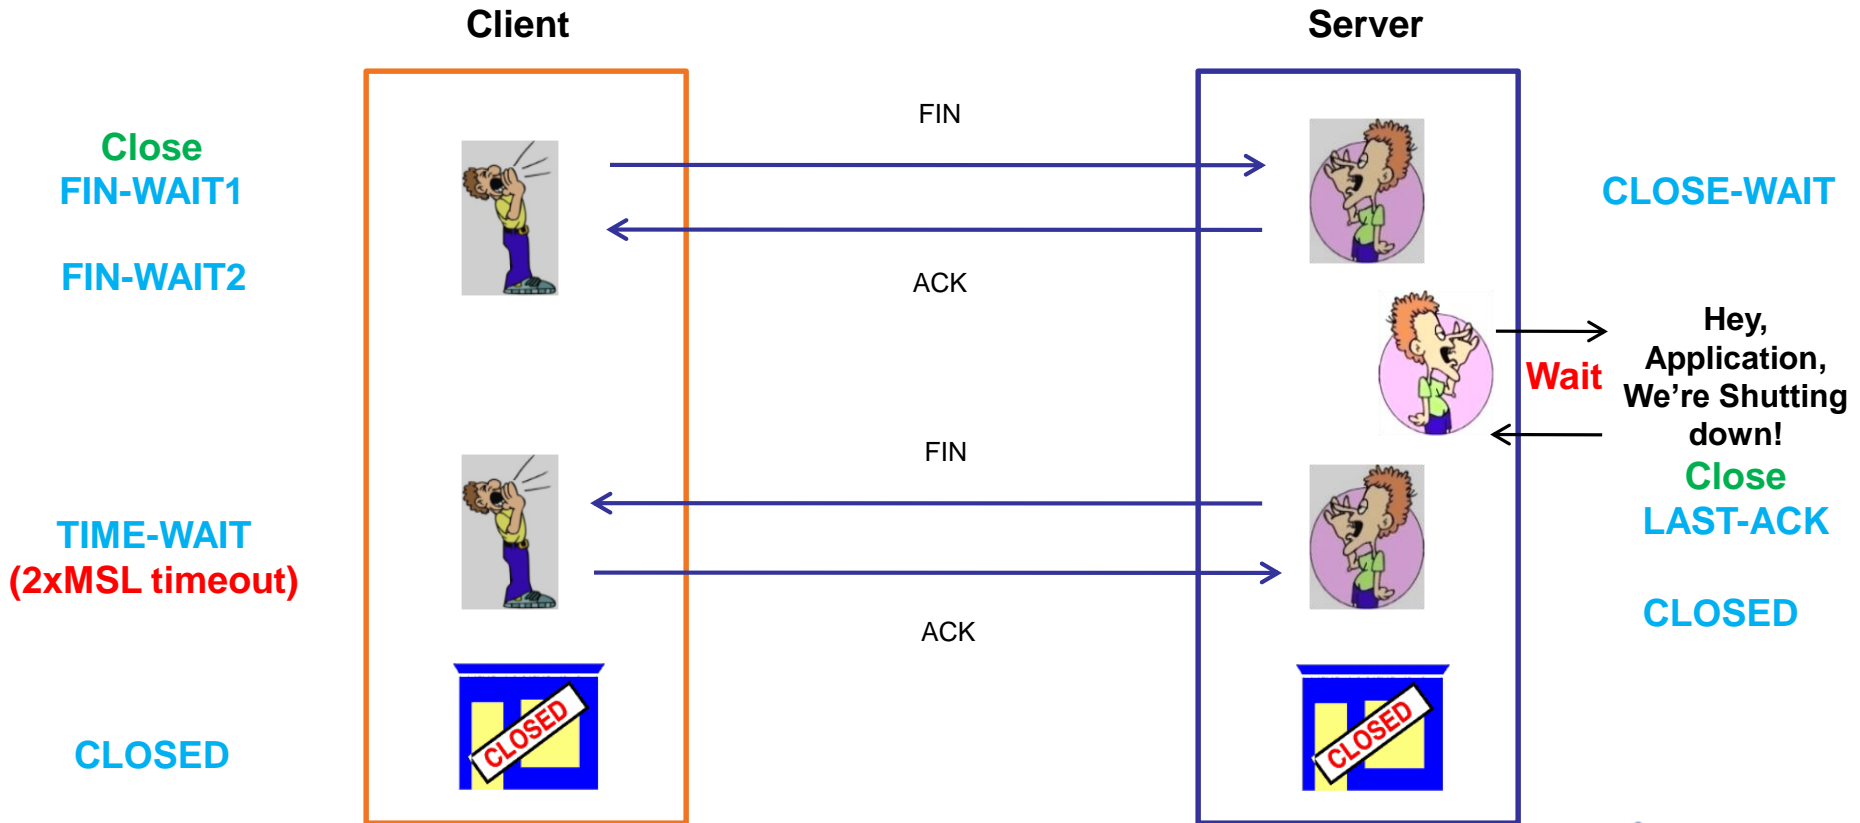 Client
Server
FIN
Close
FIN-WAIT1
CLOSE-WAIT
FIN-WAIT2
ACK
Hey,
Application,
We’re Shutting
down!
Wait
FIN
Close
LAST-ACK
TIME-WAIT
(2xMSL timeout)
CLOSED
ACK
CLOSED
CLOSED
CLOSED